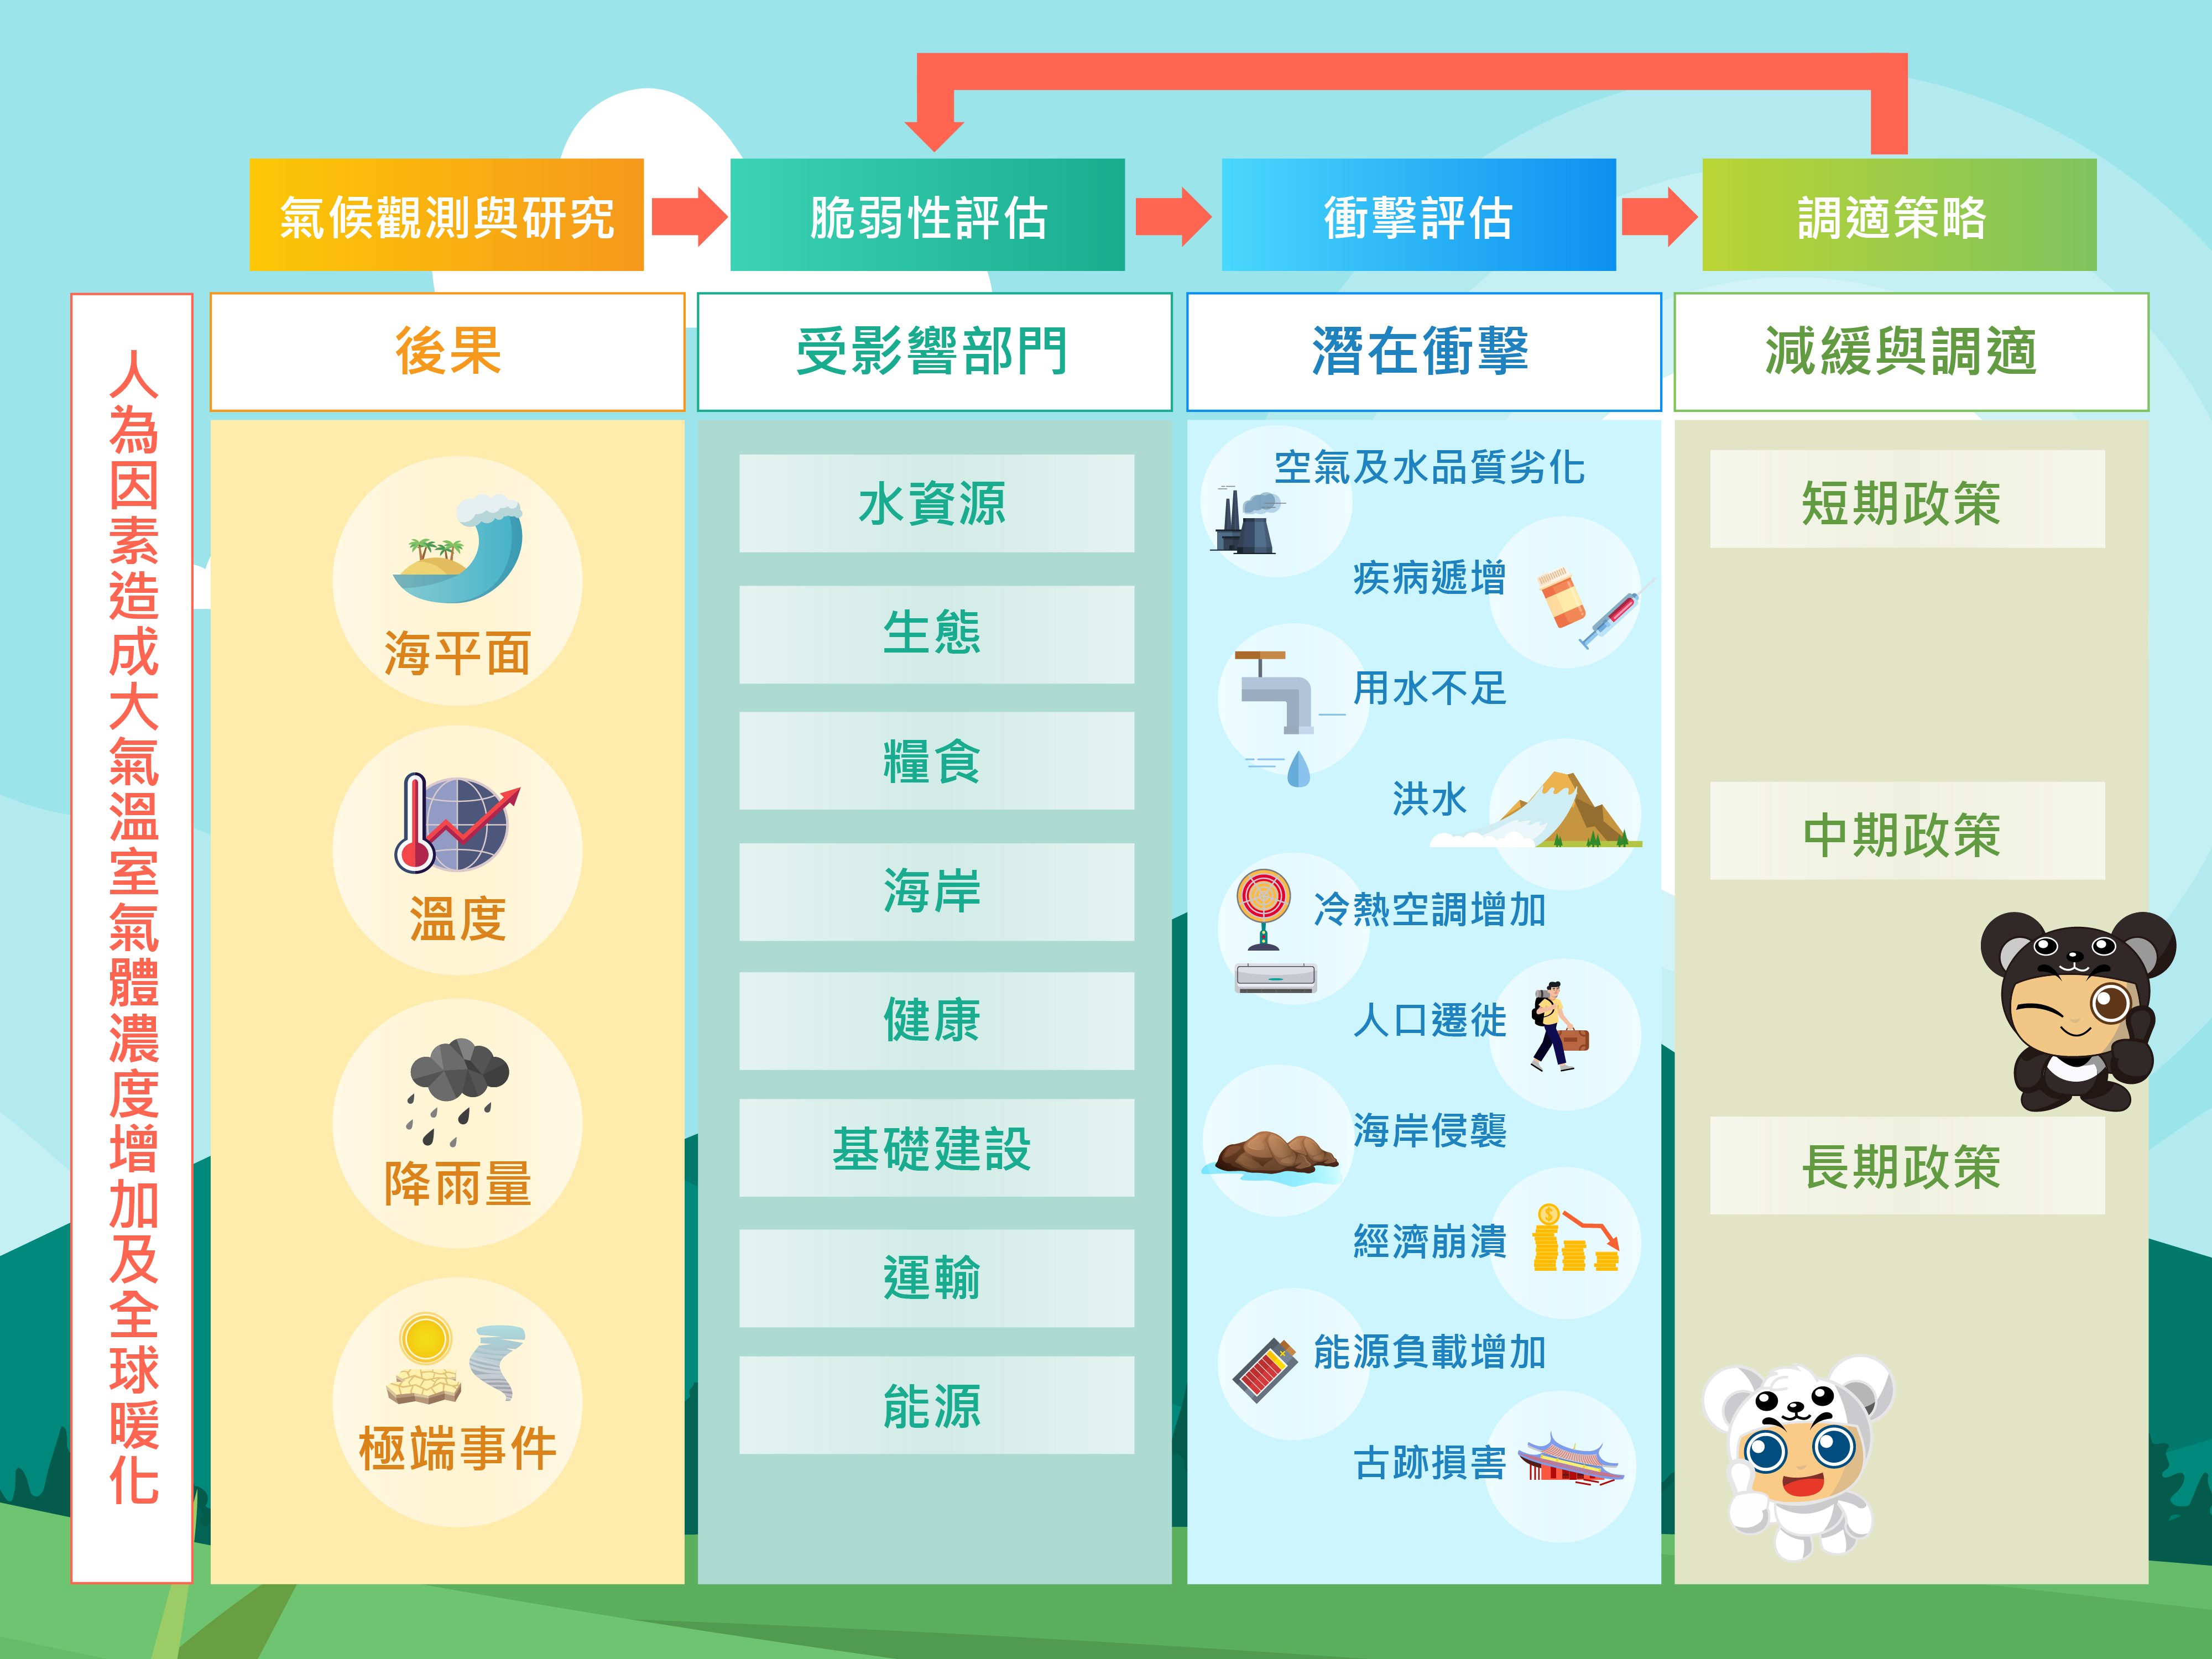 氣候觀測與研究
脆弱性評估
衝擊評估
調適策略
人為因素造成大氣溫室氣體濃度增加及全球暖化
後果
海平面
溫度
降雨量
極端事件
受影響部門
水資源
生態
糧食
海岸
健康
基礎建設
運輸
能源
潛在衝擊
空氣及水品質劣化
疾病遞增
用水不足
洪水
冷熱空調增加
人口遷徙
海岸侵襲
經濟崩潰
能源負載增加
古跡損害
減緩與調適
短期政策
中期政策
長期政策